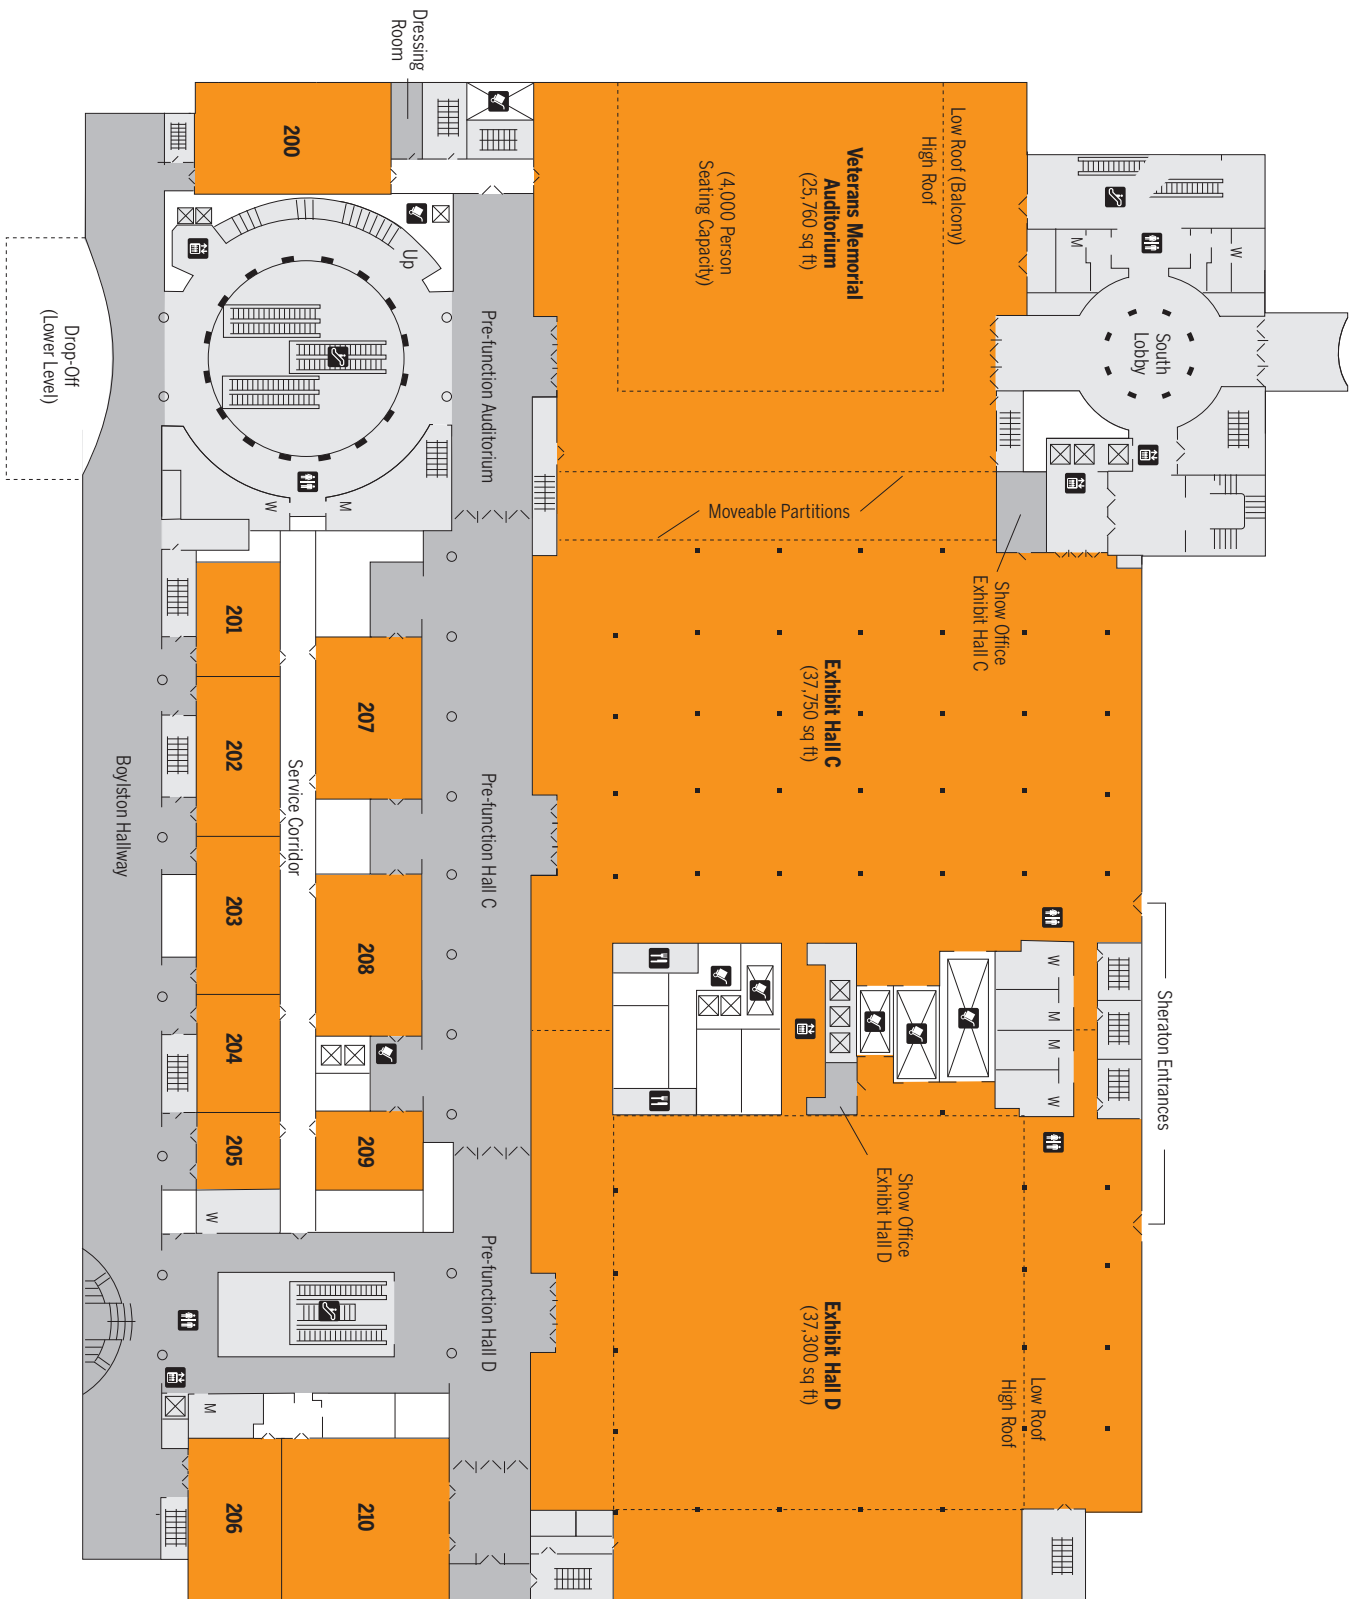 Dressing
Room
200
Low Roof (Balcony)
High Roof
Veterans Memorial
Auditorium
(25,760 sq ft)
(4,000 Person
Seating Capacity)
M
W
South
Lobby
Up
Drop-Off
(Lower Level)
Pre-function Auditorium
W
M
Moveable Partitions
Show Office
Exhibit Hall C
201
202
203
204
205
207
208
209
Service Corridor
Boylston Hallway
Pre-function Hall C
Exhibit Hall C
(37,750 sq ft)
W
M
M
W
Sheraton Entrances
Show Office
Exhibit Hall D
W
Pre-function Hall D
Exhibit Hall D
(37,300 sq ft)
Low Roof
High Roof
M
206
210